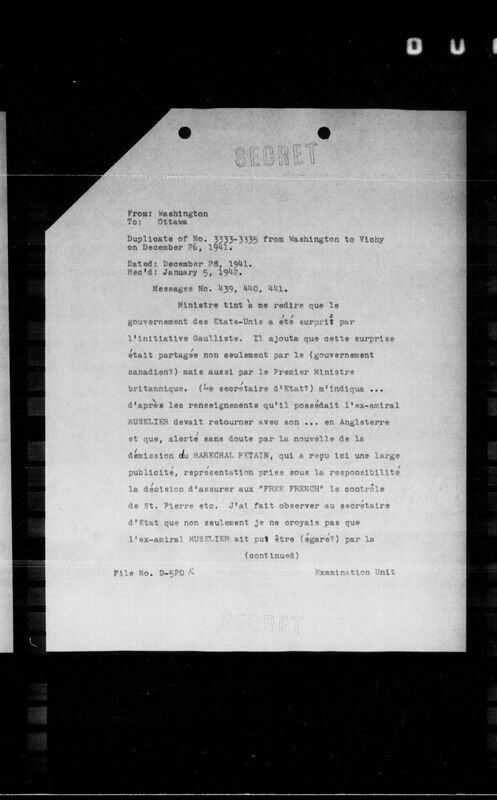 O U
SECRET
From: Washington
To: Ottawa
Duplicate of No. 3333-3335 from Washington to Vichy
on December 26, 1941.
Dated: December 28, 1941.
Rec'd: January 5, 1942.
Messages No. 439, 440, 441.
Ministre tint à me redire que le
gouvernement des Etats-Unis a été surpris par
l'initiative Gaulliste. Il ajouta que cette surprise
était partagée non seulement par le (gouvernement
canadien?) mais aussi par le Premier Ministre
britannique. (Le secrétaire d'Etat?) m'indiqua ...
d'après les renseignements qu'il possédait l'ex-amiral
MUSELIER devait retourner avec son ... en Angleterre
et que, alerté sans doute par la nouvelle de la
démission du MARECHAL PETAIN, qui a reçu ici une large
publicité, représentation prise sous la responsibilité
la décision d'assurer aux "FREE FRENCH" le contrôle
de St. Pierre etc. J'ai fait observer au secrétaire
d'Etat que non seulement je ne croyais pas que
l'ex-amiral MUSELIER ait put être (égaré?) par la
(continued)
File No. D-520 K
Examination Unit
SECRET